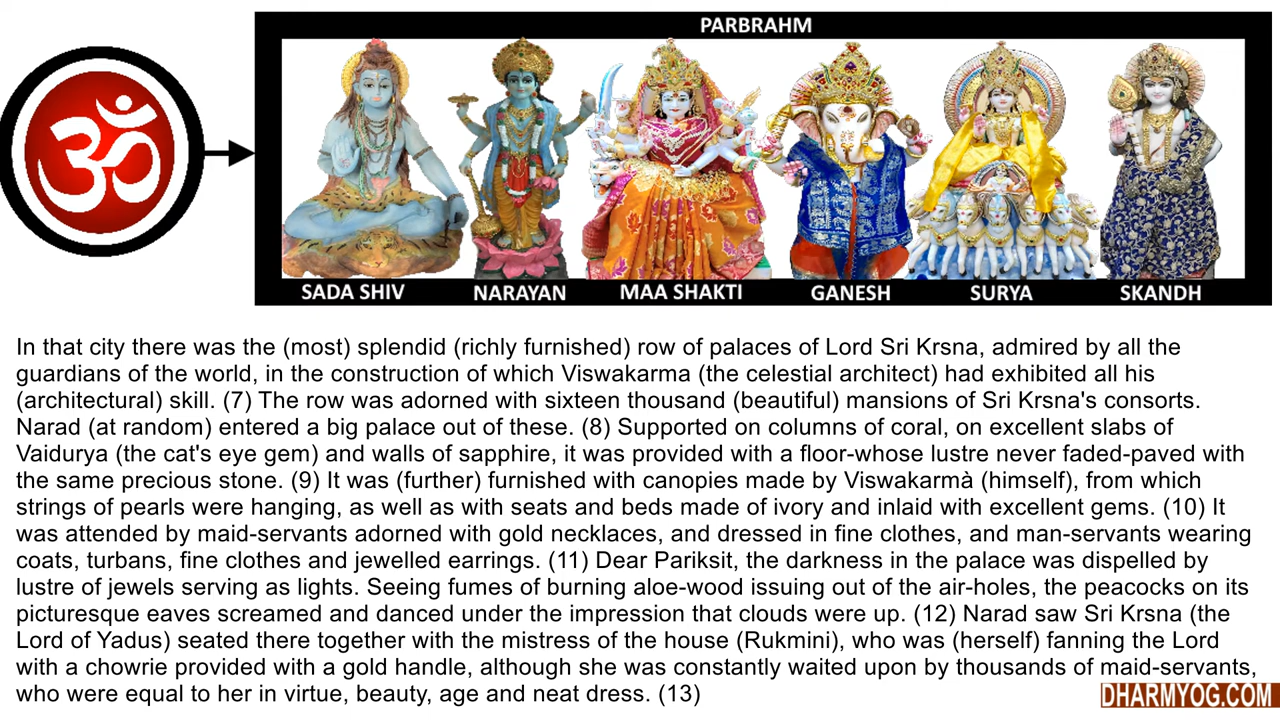 PARBRAHM
ॐ
SADA SHIV NARAYAN MAA SHAKTI GANESH SURYA SKANDH
In that city there was the (most) splendid (richly furnished) row of palaces of Lord Sri Krsna, admired by all the
guardians of the world, in the construction of which Viswakarma (the celestial architect) had exhibited all his
(architectural) skill. (7) The row was adorned with sixteen thousand (beautiful) mansions of Sri Krsna's consorts.
Narad (at random) entered a big palace out of these. (8) Supported on columns of coral, on excellent slabs of
Vaidurya (the cat's eye gem) and walls of sapphire, it was provided with a floor-whose lustre never faded-paved with
the same precious stone. (9) It was (further) furnished with canopies made by Viswakarmà (himself), from which
strings of pearls were hanging, as well as with seats and beds made of ivory and inlaid with excellent gems. (10) It
was attended by maid-servants adorned with gold necklaces, and dressed in fine clothes, and man-servants wearing
coats, turbans, fine clothes and jewelled earrings. (11) Dear Pariksit, the darkness in the palace was dispelled by
lustre of jewels serving as lights. Seeing fumes of burning aloe-wood issuing out of the air-holes, the peacocks on its
picturesque eaves screamed and danced under the impression that clouds were up. (12) Narad saw Sri Krsna (the
Lord of Yadus) seated there together with the mistress of the house (Rukmini), who was (herself) fanning the Lord
with a chowrie provided with a gold handle, although she was constantly waited upon by thousands of maid-servants,
who were equal to her in virtue, beauty, age and neat dress. (13)
DHARMYOG.COM